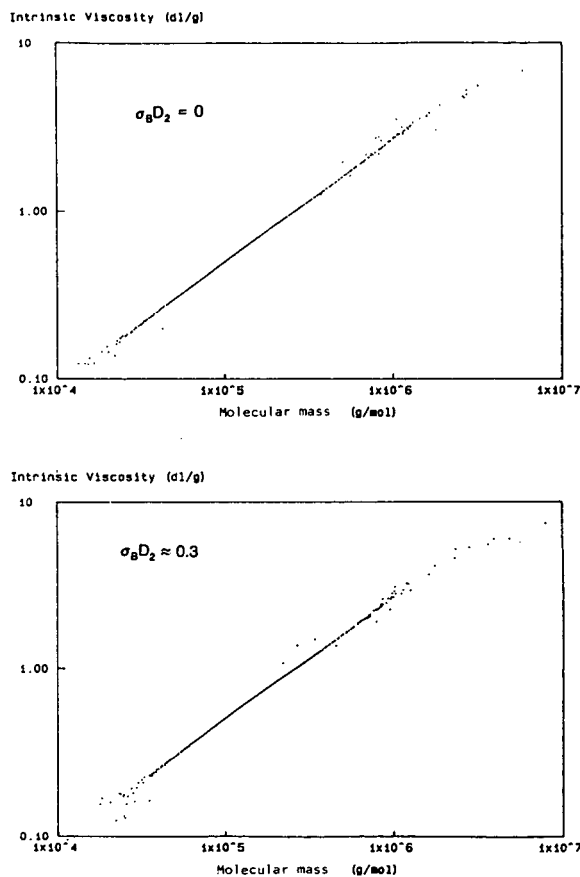 Intrinsic Viscosity (dl/g)
10
σ_BD_2 = 0
1.00
0.10
1x10^4 1x10^5 1x10^6 1x10^7
Molecular mass (g/mol)
Intrinsic Viscosity (dl/g)
10
σ_BD_2 ≈ 0.3
1.00
0.10
1x10^4 1x10^5 1x10^6 1x10^7
Molecular mass (g/mol)